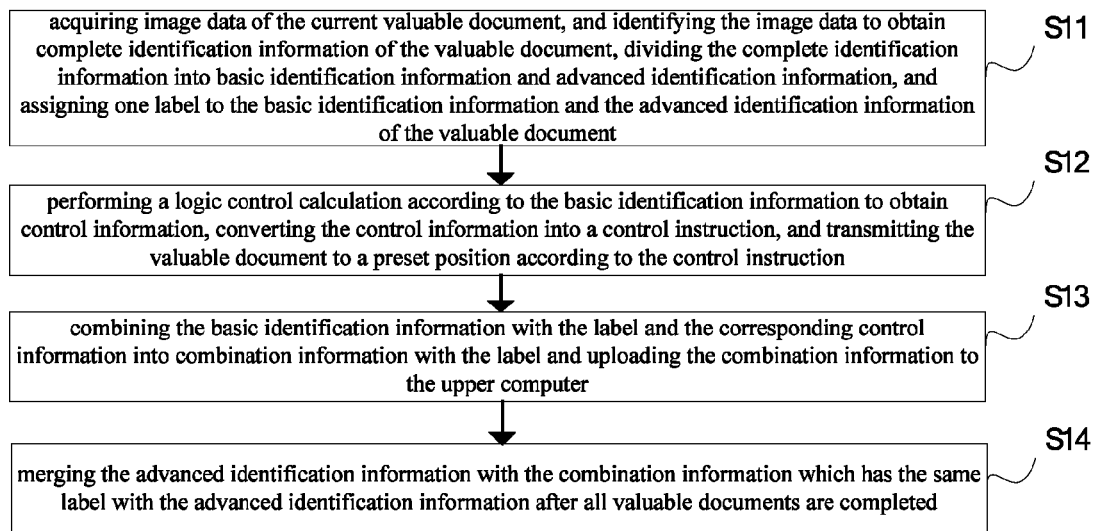 acquiring image data of the current valuable document, and identifying the image data to obtain
complete identification information of the valuable document, dividing the complete identification
information into basic identification information and advanced identification information, and
assigning one label to the basic identification information and the advanced identification information
of the valuable document
S11
performing a logic control calculation according to the basic identification information to obtain
control information, converting the control information into a control instruction, and transmitting the
valuable document to a preset position according to the control instruction
S12
combining the basic identification information with the label and the corresponding control
information into combination information with the label and uploading the combination information to
the upper computer
S13
merging the advanced identification information with the combination information which has the same
label with the advanced identification information after all valuable documents are completed
S14